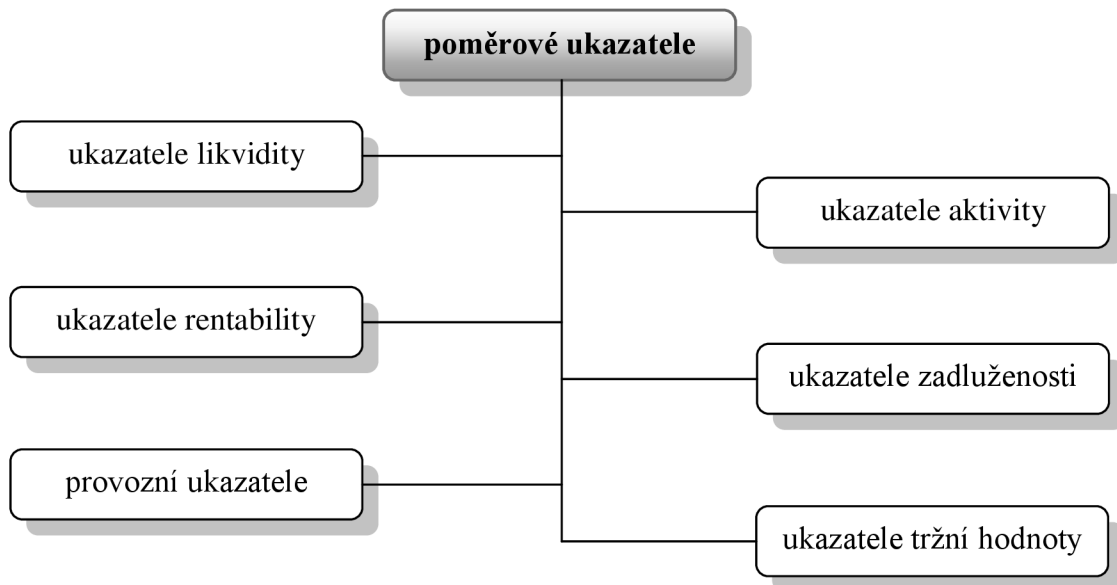 poměrové ukazatele
ukazatele likvidity
ukazatele aktivity
ukazatele rentability
ukazatele zadluženosti
provozní ukazatele
ukazatele tržní hodnoty